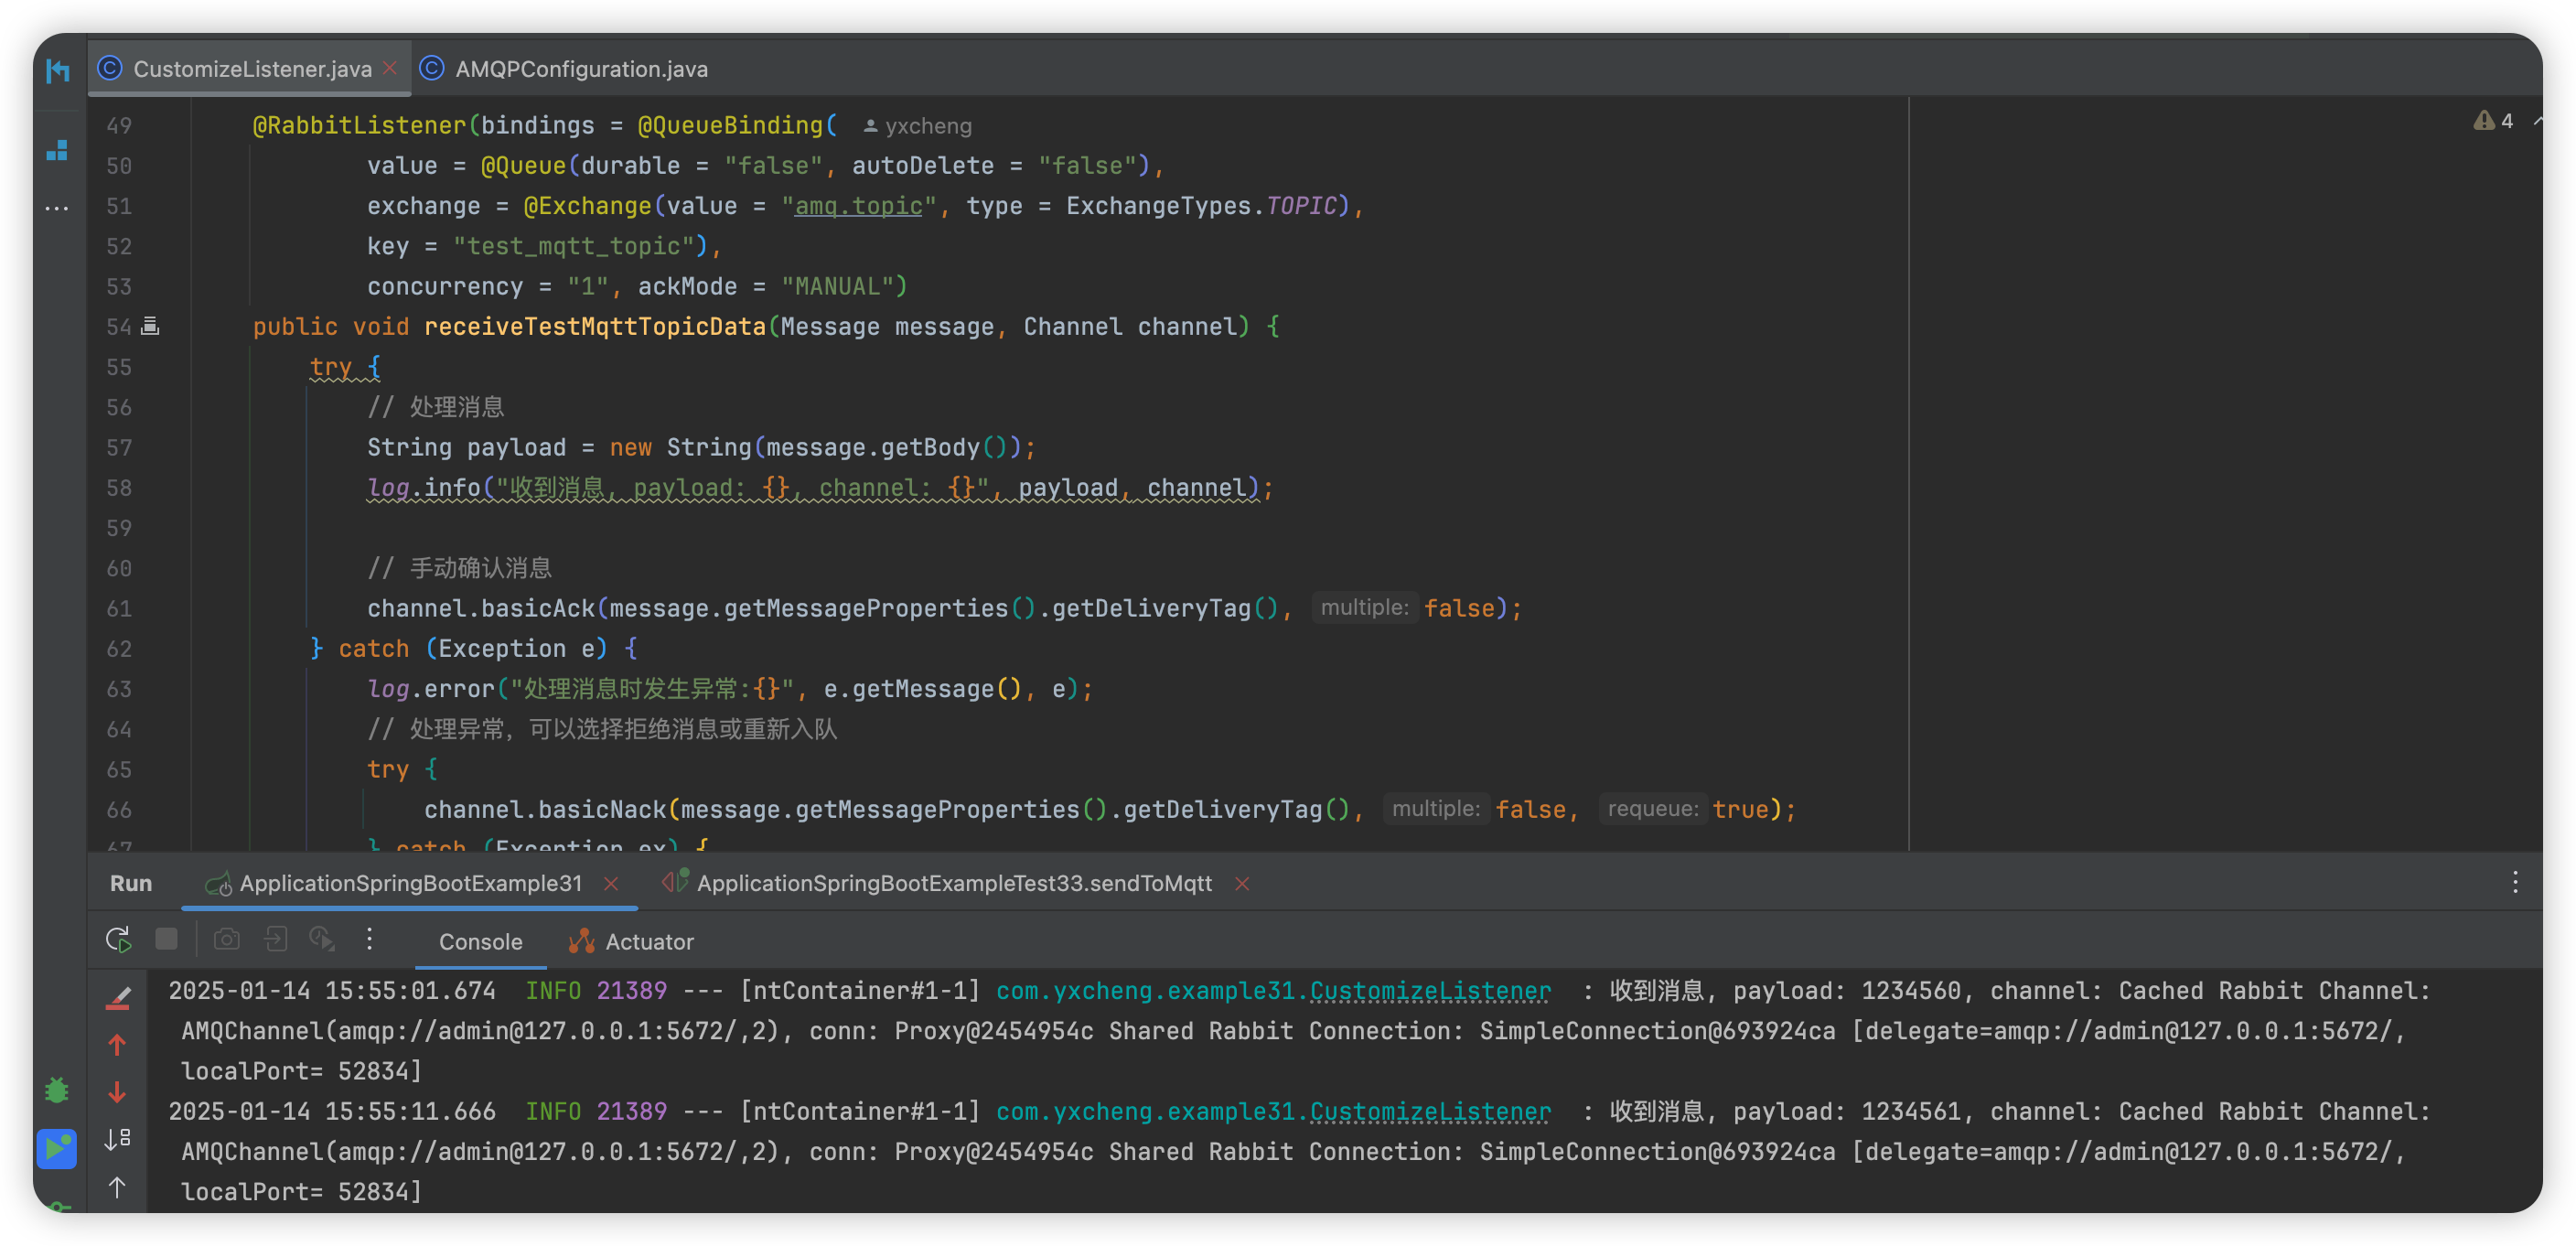 CustomizeListener.java AMQPConfiguration.java
49 @RabbitListener(bindings = @QueueBinding( yxcheng
4
50 value = @Queue(durable = "false", autoDelete = "false"),
51 exchange = @Exchange(value = "amq.topic", type = ExchangeTypes.TOPIC),
52 key = "test_mqtt_topic"),
53 concurrency = "1", ackMode = "MANUAL")
54 public void receiveTestMqttTopicData(Message message, Channel channel) {
55 try {
56 // 处理消息
57 String payload = new String(message.getBody());
58 log.info("收到消息, payload: {}, channel: {}", payload, channel);
59
60 // 手动确认消息
61 channel.basicAck(message.getMessageProperties().getDeliveryTag(), multiple: false);
62 } catch (Exception e) {
63 log.error("处理消息时发生异常:{}", e.getMessage(), e);
64 // 处理异常，可以选择拒绝消息或重新入队
65 try {
66 channel.basicNack(message.getMessageProperties().getDeliveryTag(), multiple: false, requeue: true);
67 } catch (Exception ex) {
Run ApplicationSpringBootExample31 ApplicationSpringBootExampleTest33.sendToMqtt
Console Actuator
2025-01-14 15:55:01.674 INFO 21389 --- [ntContainer#1-1] com.yxcheng.example31.CustomizeListener : 收到消息, payload: 1234560, channel: Cached Rabbit Channel:
AMQChannel(amqp://admin@127.0.0.1:5672/,2), conn: Proxy@2454954c Shared Rabbit Connection: SimpleConnection@693924ca [delegate=amqp://admin@127.0.0.1:5672/,
localPort= 52834]
2025-01-14 15:55:11.666 INFO 21389 --- [ntContainer#1-1] com.yxcheng.example31.CustomizeListener : 收到消息, payload: 1234561, channel: Cached Rabbit Channel:
AMQChannel(amqp://admin@127.0.0.1:5672/,2), conn: Proxy@2454954c Shared Rabbit Connection: SimpleConnection@693924ca [delegate=amqp://admin@127.0.0.1:5672/,
localPort= 52834]